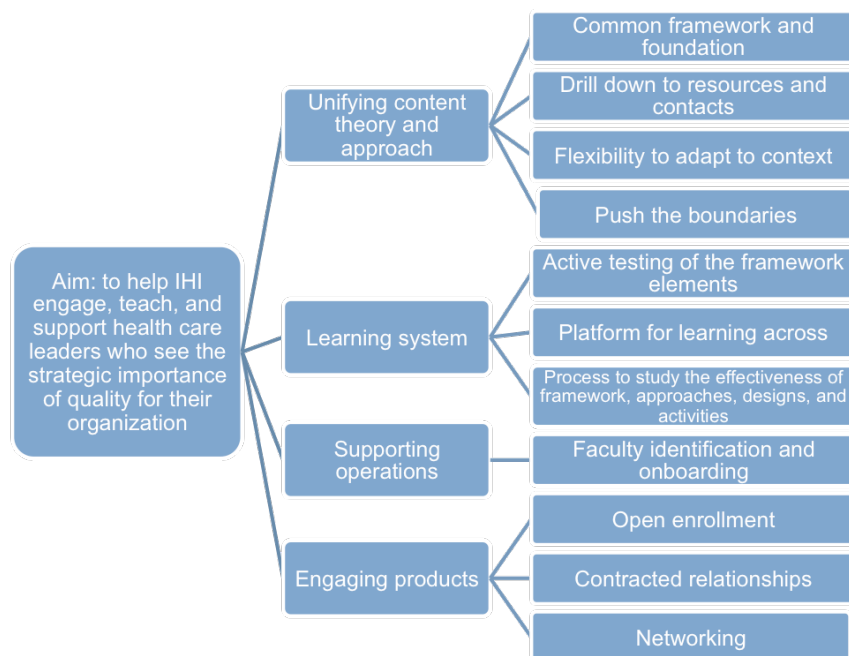 Aim: to help IHI
engage, teach, and
support health care
leaders who see the
strategic importance
of quality for their
organization
Unifying content
theory and
approach
Common framework and
foundation
Drill down to resources and
contacts
Flexibility to adapt to context
Push the boundaries
Learning system
Active testing of the framework
elements
Platform for learning across
Process to study the effectiveness of
framework, approaches, designs, and
activities
Supporting
operations
Faculty identification and
onboarding
Engaging products
Open enrollment
Contracted relationships
Networking